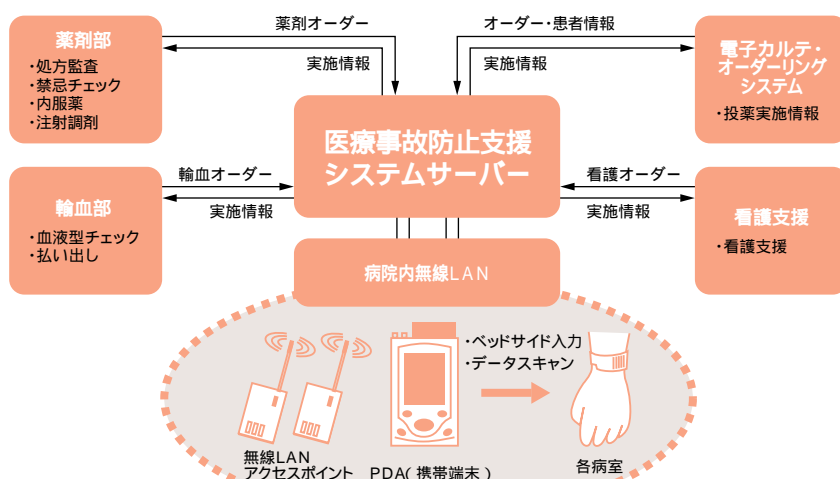 薬剤オーダー
実施情報
オーダー・患者情報
実施情報
薬剤部
・処方監査
・禁忌チェック
・内服薬
・注射調剤
電子カルテ・
オーダーリング
システム
・投薬実施情報
医療事故防止支援
システムサーバー
輸血オーダー
実施情報
看護オーダー
実施情報
輸血部
・血液型チェック
・払い出し
看護支援
・看護支援
病院内無線LAN
・ベッドサイド入力
・データスキャン
無線LAN
アクセスポイント
PDA(携帯端末)
各病室